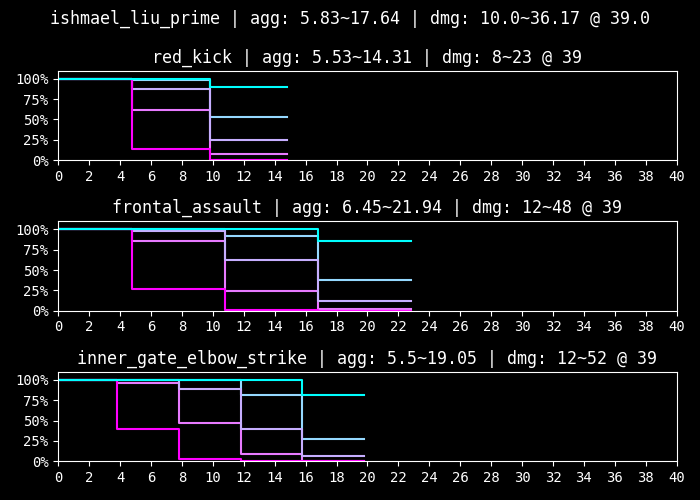 ishmael_liu_prime | agg: 5.83~17.64 | dmg: 10.0~36.17 @ 39.0
red_kick | agg: 5.53~14.31 | dmg: 8~23 @ 39
100%
75%
50%
25%
0%
0 2 4 6 8 10 12 14 16 18 20 22 24 26 28 30 32 34 36 38 40
frontal_assault | agg: 6.45~21.94 | dmg: 12~48 @ 39
100%
75%
50%
25%
0%
0 2 4 6 8 10 12 14 16 18 20 22 24 26 28 30 32 34 36 38 40
inner_gate_elbow_strike | agg: 5.5~19.05 | dmg: 12~52 @ 39
100%
75%
50%
25%
0%
0 2 4 6 8 10 12 14 16 18 20 22 24 26 28 30 32 34 36 38 40